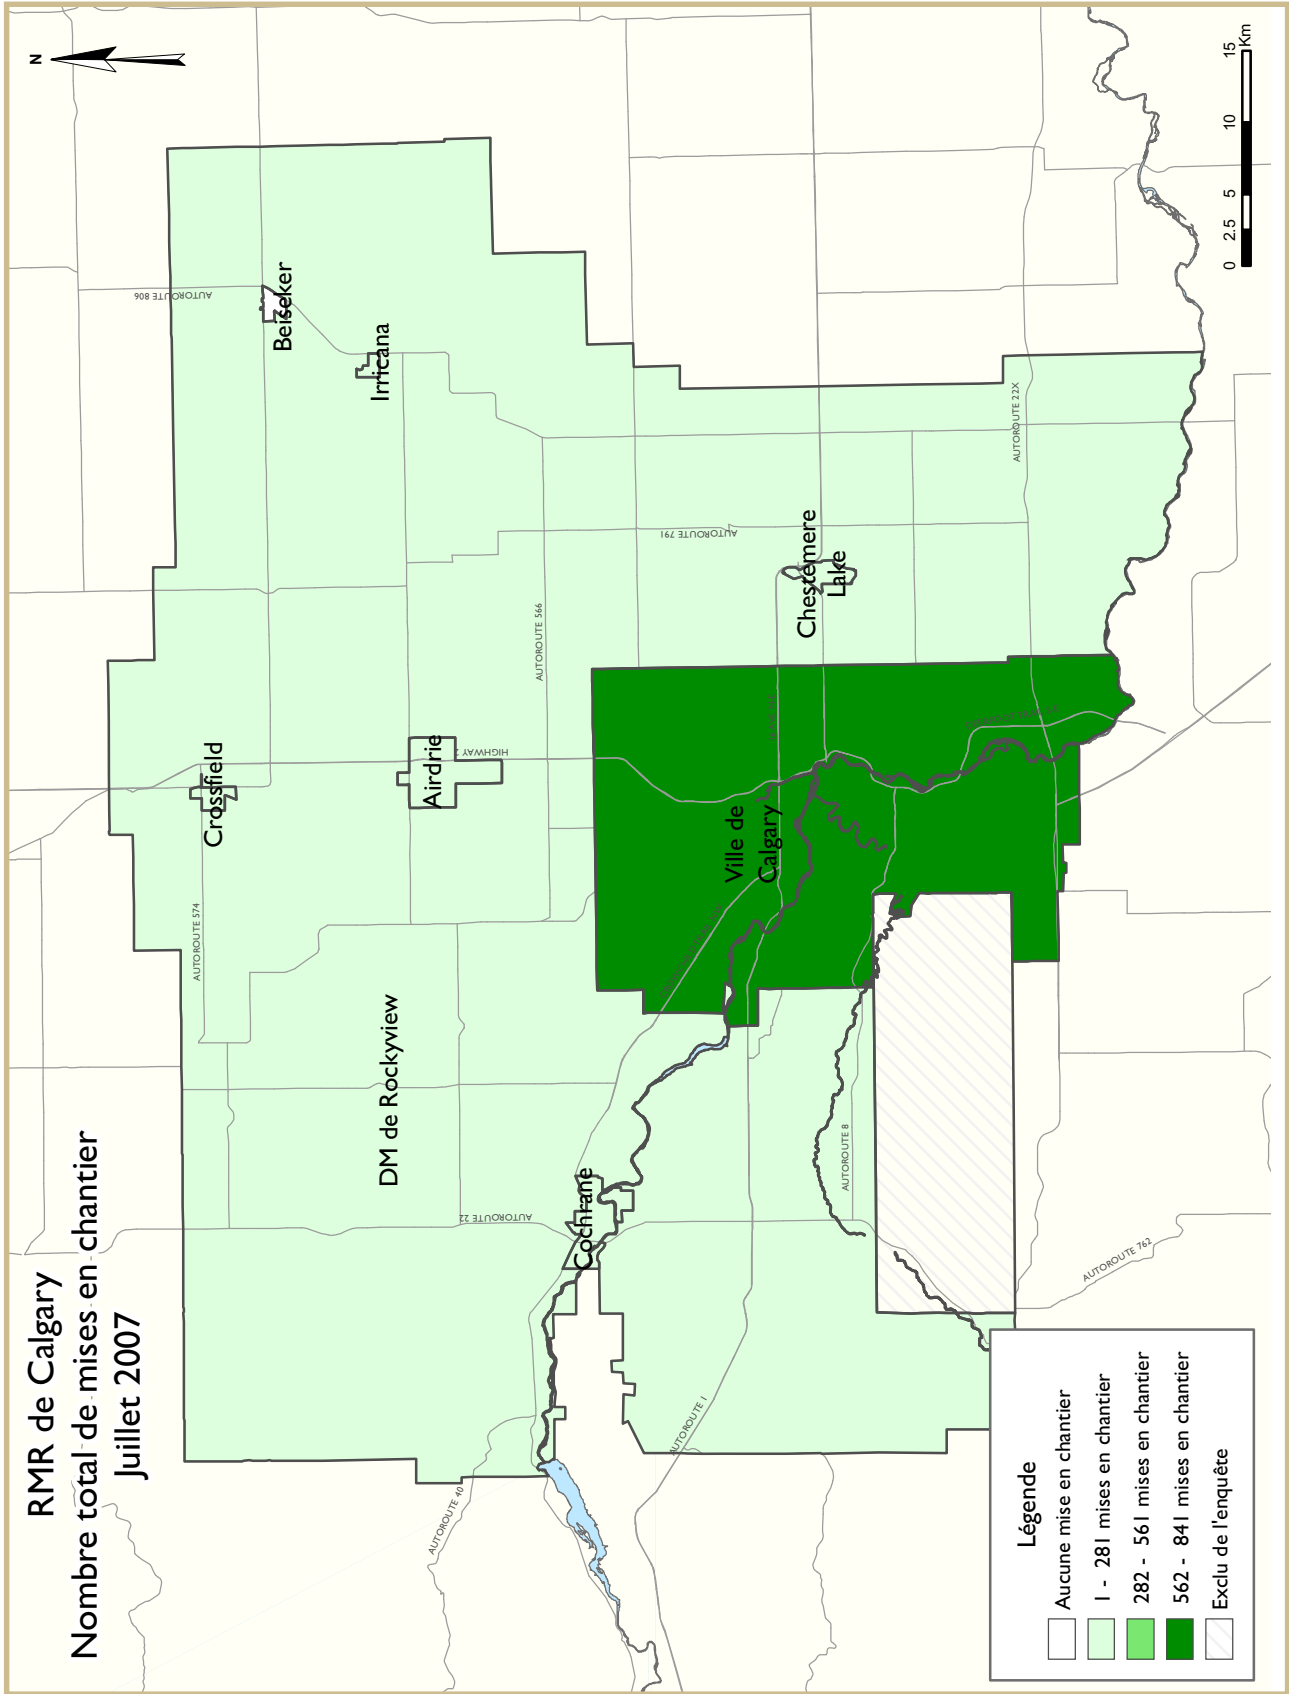 RMR de Calgary
Nombre total de mises en chantier
Juillet 2007
N
Crossfield
Beiseker
Irricana
Airdrie
DM de Rockyview
Cochrane
Ville de
Calgary
Chestemere
Lake
AUTOROUTE 574
AUTOROUTE 806
HIGHWAY 2
AUTOROUTE 566
AUTOROUTE 22
AUTOROUTE 40
AUTOROUTE 1
AUTOROUTE 791
AUTOROUTE 8
AUTOROUTE 22X
AUTOROUTE 762
Légende
Aucune mise en chantier
1 - 281 mises en chantier
282 - 561 mises en chantier
562 - 841 mises en chantier
Exclu de l'enquête
0 2.5 5 10 15
Km